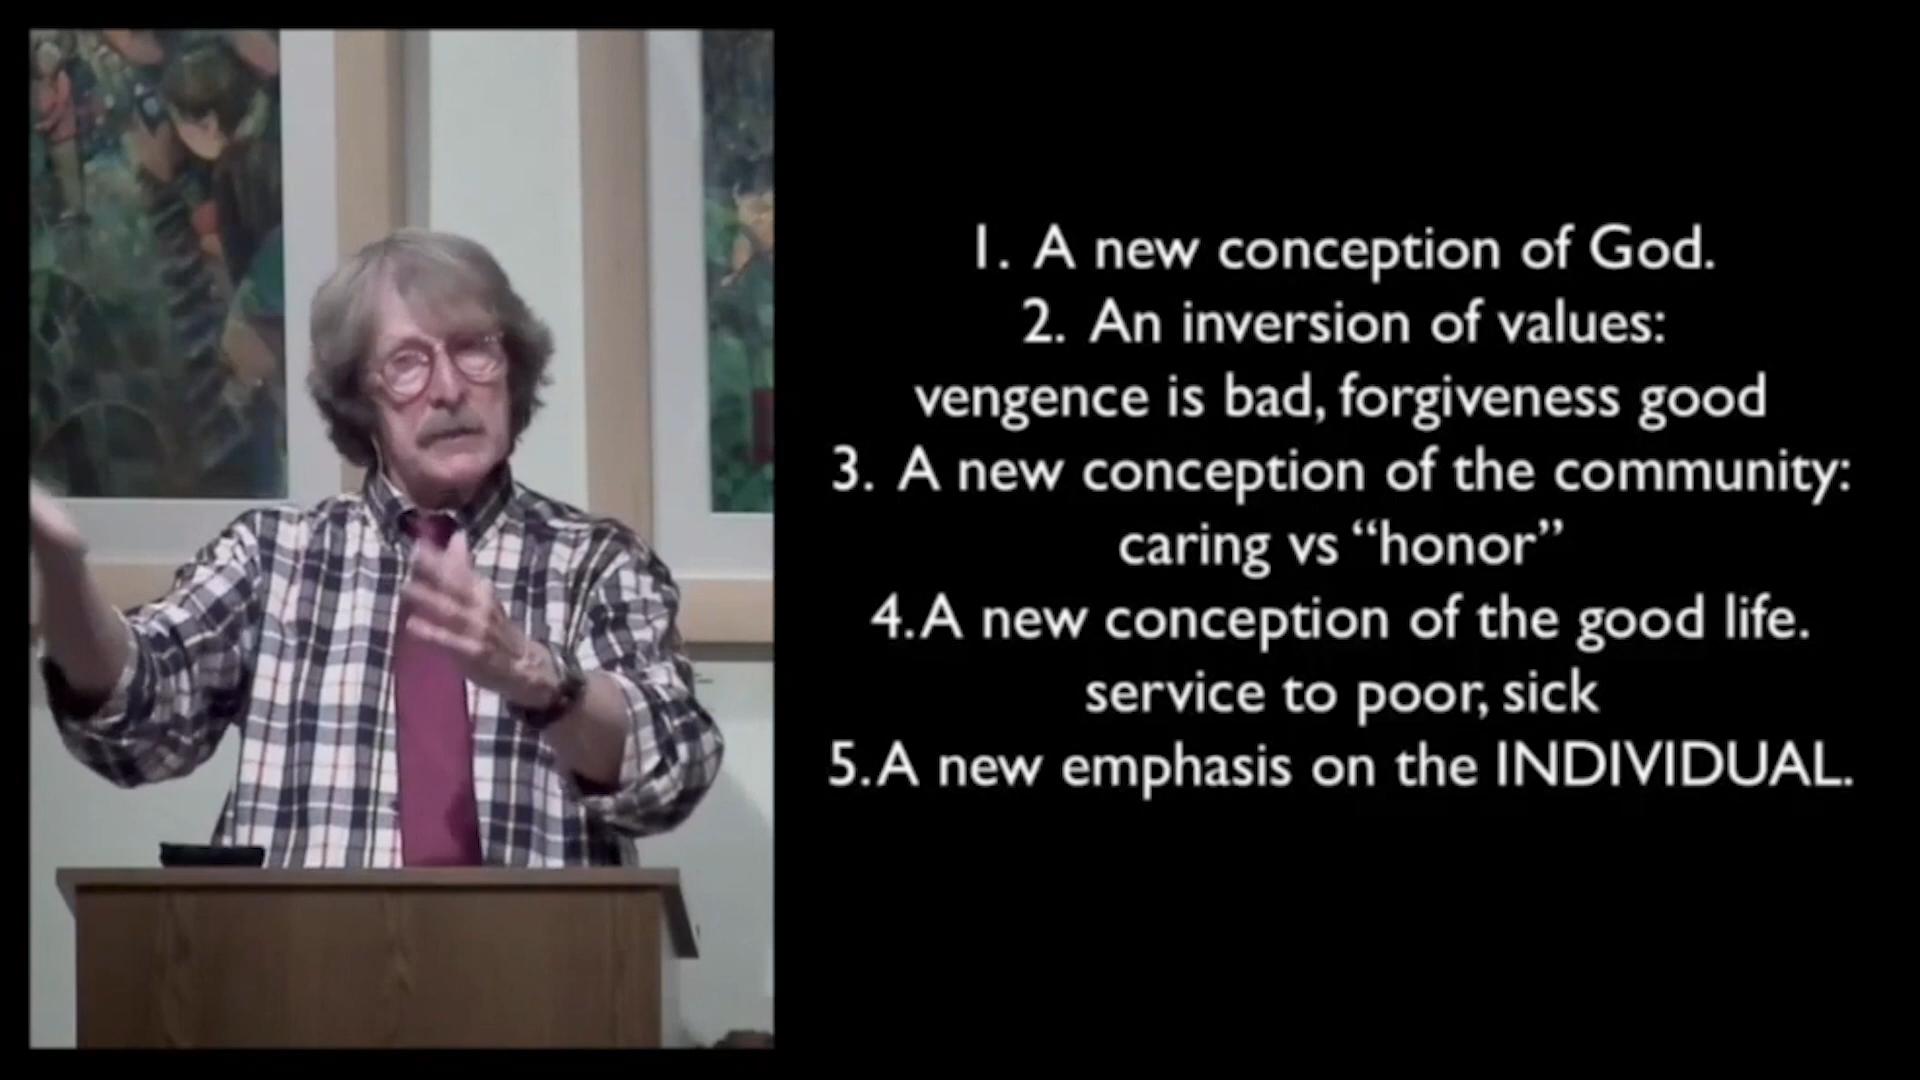 1. A new conception of God.
2. An inversion of values:
vengence is bad, forgiveness good
3. A new conception of the community:
caring vs “honor”
4. A new conception of the good life.
service to poor, sick
5. A new emphasis on the INDIVIDUAL.